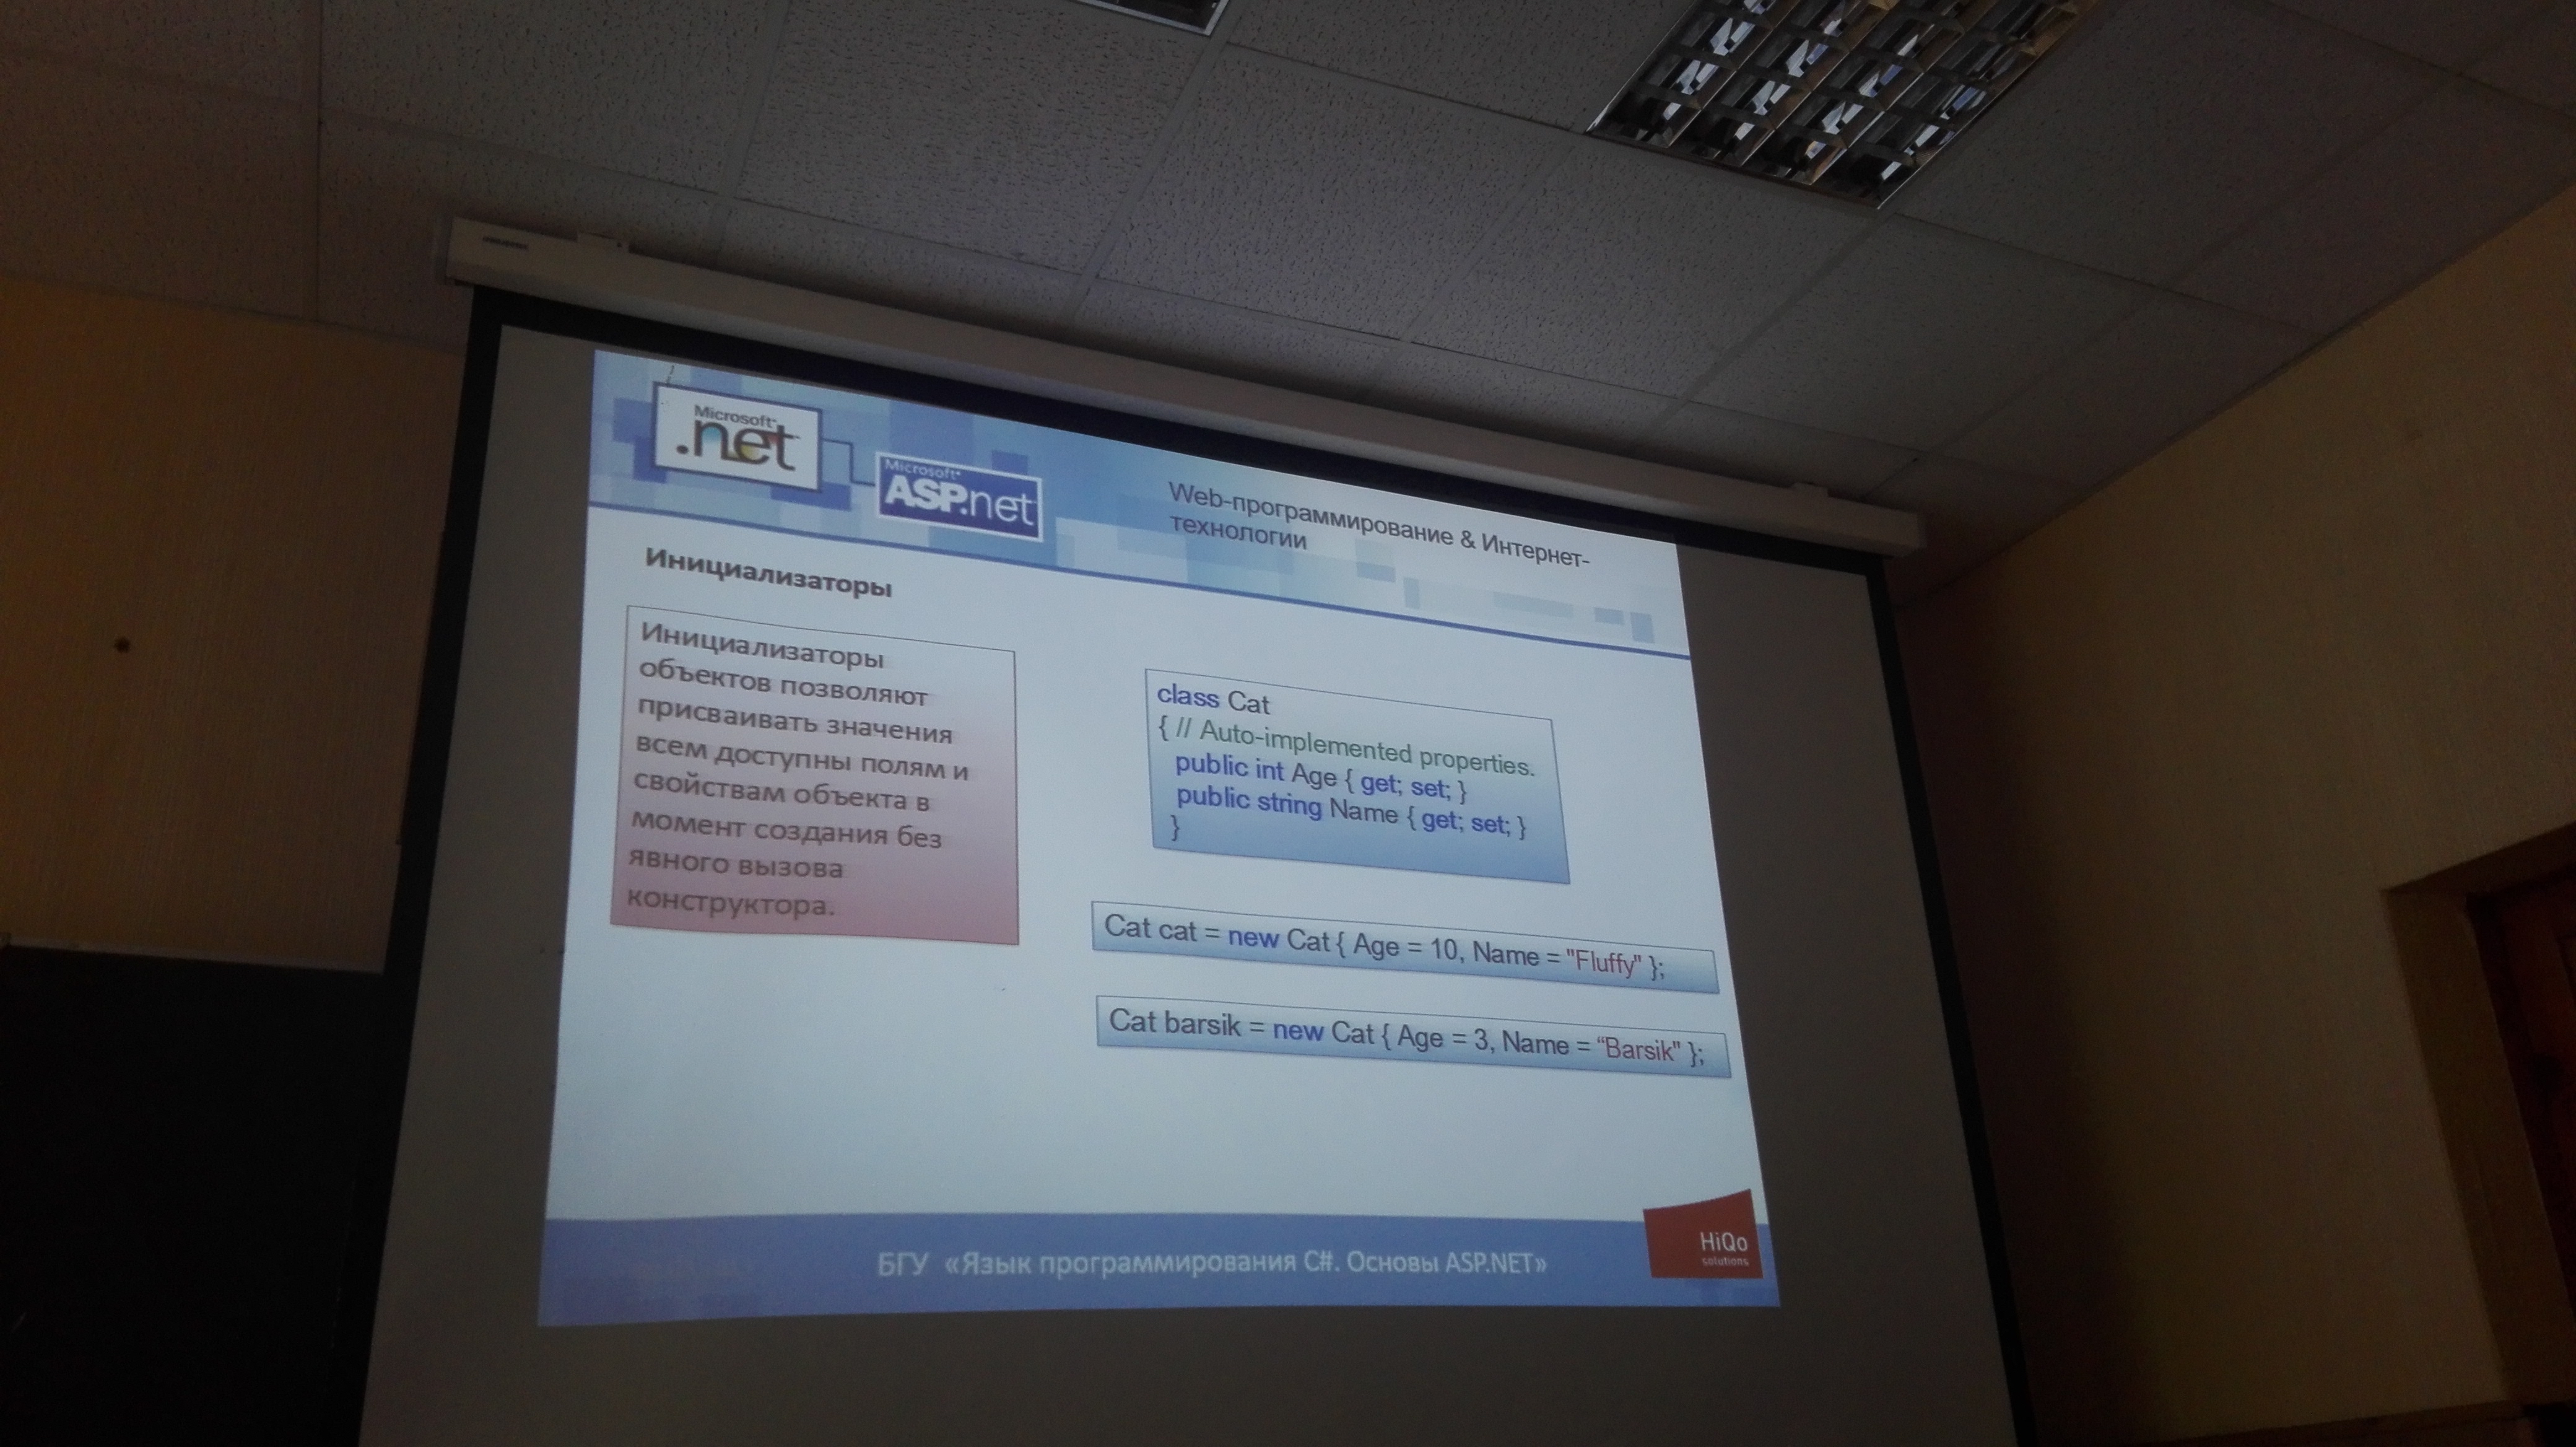 Microsoft
.net
Microsoft
ASP.net
Web-программирование & Интернет-
технологии
Инициализаторы
Инициализаторы
объектов позволяют
присваивать значения
всем доступны полям и
свойствам объекта в
момент создания без
явного вызова
конструктора.
class Cat
{ // Auto-implemented properties.
public int Age { get; set; }
public string Name { get; set; }
}
Cat cat = new Cat { Age = 10, Name = "Fluffy" };
Cat barsik = new Cat { Age = 3, Name = “Barsik" };
БГУ «Язык программирования C#. Основы ASP.NET»
HiQo
solutions